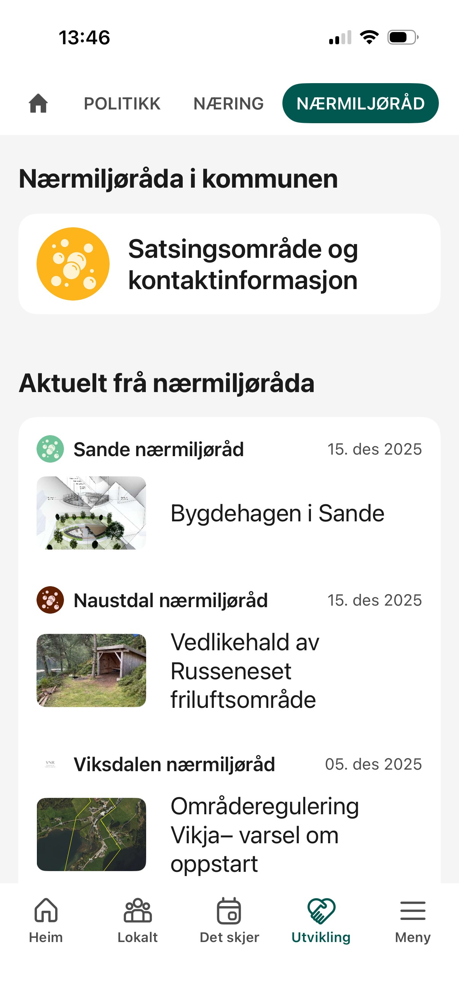 13:46
POLITIKK NÆRING NÆRMILJØRÅD
Nærmiljøråda i kommunen
Satsingsområde og
kontaktinformasjon
Aktuelt frå nærmiljøråda
Sande nærmiljøråd 15. des 2025
Bygdehagen i Sande
Naustdal nærmiljøråd 15. des 2025
Vedlikehald av
Russeneset
friluftsområde
VNR
Viksdalen nærmiljøråd 05. des 2025
Områderegulering
Vikja– varsel om
oppstart
Heim Lokalt Det skjer Utvikling Meny